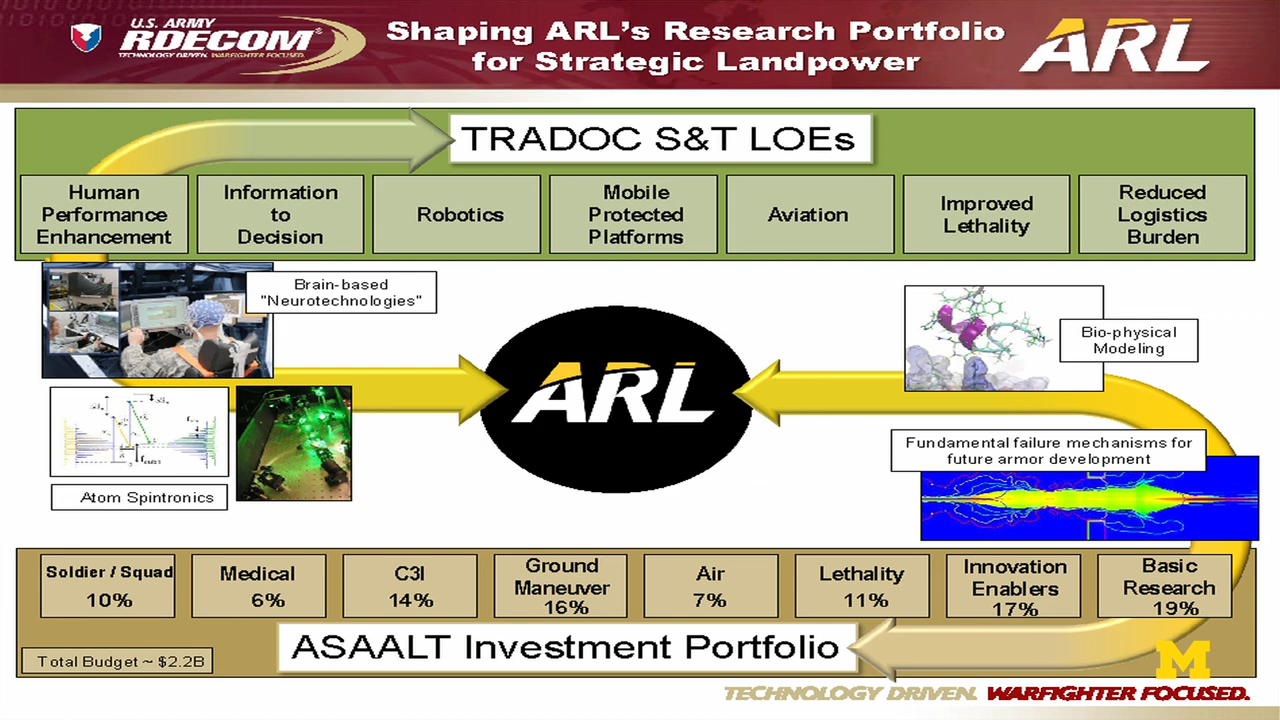 U.S. ARMY
RDECOM®
TECHNOLOGY DRIVEN. WARFIGHTER FOCUSED.
Shaping ARL's Research Portfolio
for Strategic Landpower
ARL
TRADOC S&T LOEs
Human
Performance
Enhancement
Information
to
Decision
Robotics
Mobile
Protected
Platforms
Aviation
Improved
Lethality
Reduced
Logistics
Burden
Brain-based
"Neurotechnologies"
Bio-physical
Modeling
ARL
Atom Spintronics
Fundamental failure mechanisms for
future armor development
Soldier / Squad
10%
Medical
6%
C3I
14%
Ground
Maneuver
16%
Air
7%
Lethality
11%
Innovation
Enablers
17%
Basic
Research
19%
ASAALT Investment Portfolio
Total Budget ~ $2.2B
M
TECHNOLOGY DRIVEN. WARFIGHTER FOCUSED.